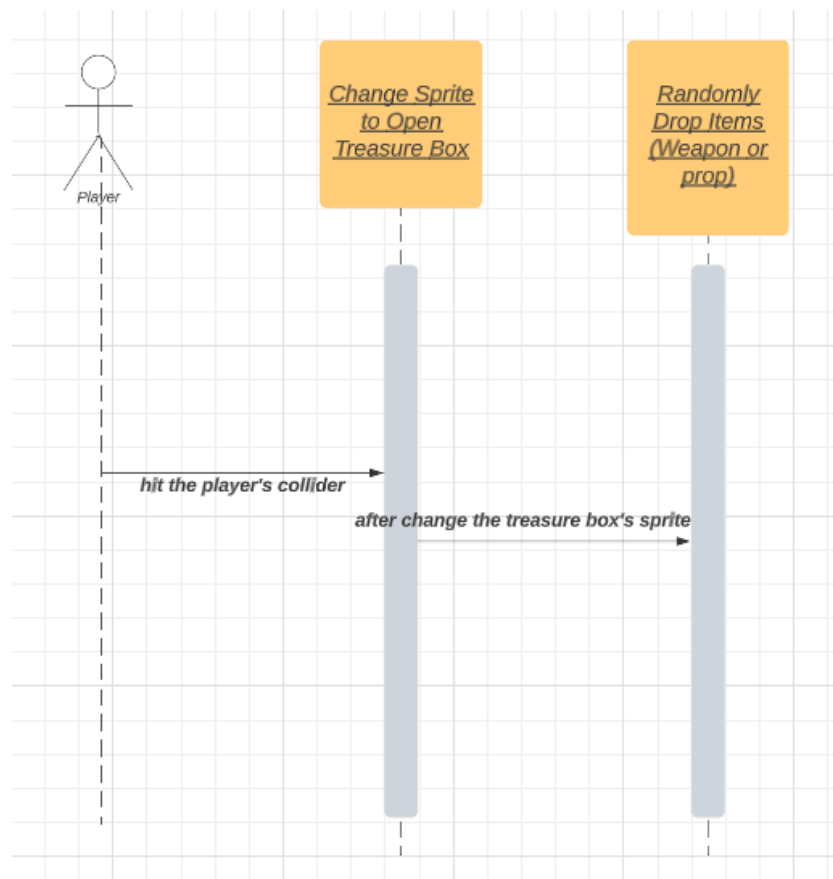 Player
Change Sprite
to Open
Treasure Box
Randomly
Drop Items
(Weapon or
prop)
hit the player's collider
after change the treasure box's sprite